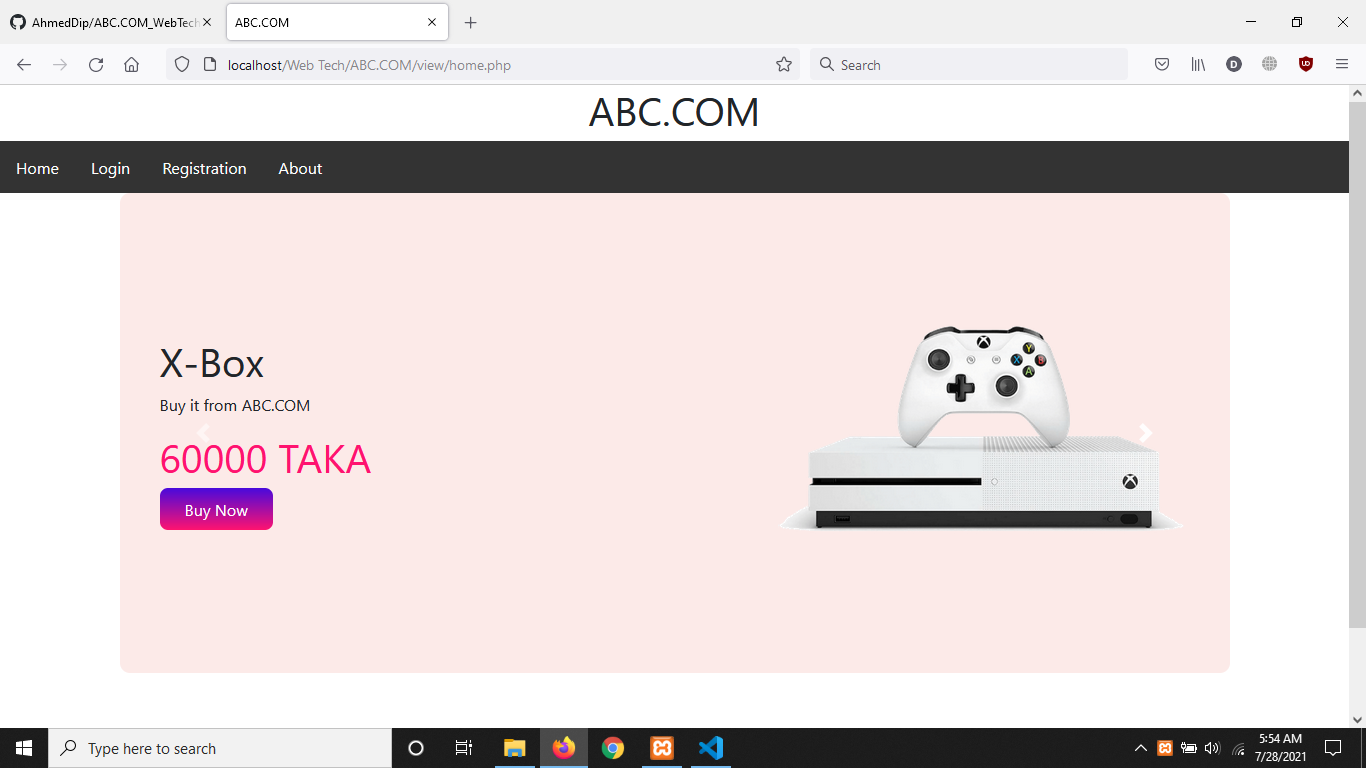 AhmedDip/ABC.COM_WebTech
ABC.COM
localhost/Web Tech/ABC.COM/view/home.php
Search
D
UD
ABC.COM
Home Login Registration About
X-Box
Buy it from ABC.COM
60000 TAKA
Buy Now
Y
X
A
Type here to search
5:54 AM
7/28/2021